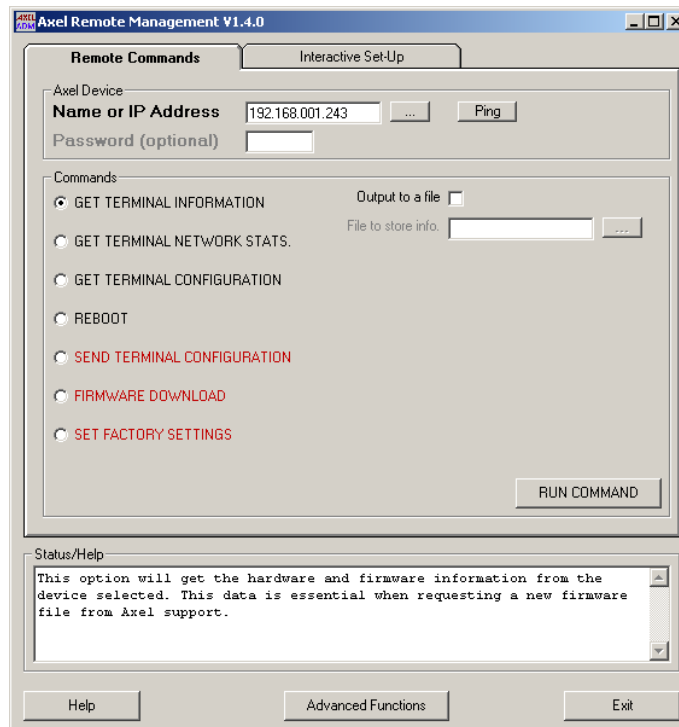 AXEL ADM Axel Remote Management V1.4.0
Remote Commands Interactive Set-Up
Axel Device
Name or IP Address 192.168.001.243 ... Ping
Password (optional)
Commands
GET TERMINAL INFORMATION Output to a file
GET TERMINAL NETWORK STATS. File to store info. ...
GET TERMINAL CONFIGURATION
REBOOT
SEND TERMINAL CONFIGURATION
FIRMWARE DOWNLOAD
SET FACTORY SETTINGS
RUN COMMAND
Status/Help
This option will get the hardware and firmware information from the
device selected. This data is essential when requesting a new firmware
file from Axel support.
Help Advanced Functions Exit